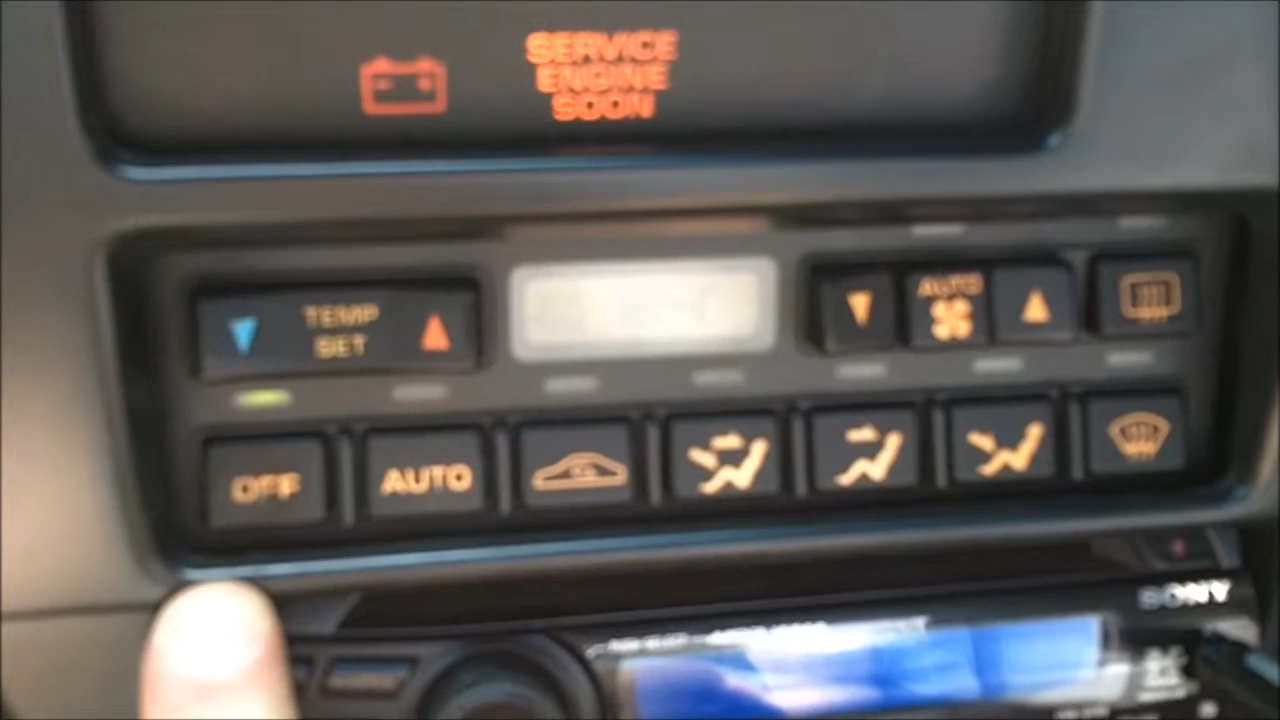 SERVICE
ENGINE
SOON
TEMP
SET
AUTO
OFF
AUTO
SONY